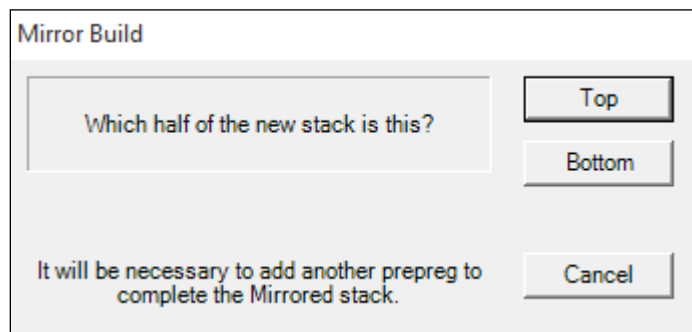 Mirror Build
Which half of the new stack is this?
Top
Bottom
It will be necessary to add another prepreg to
complete the Mirrored stack.
Cancel